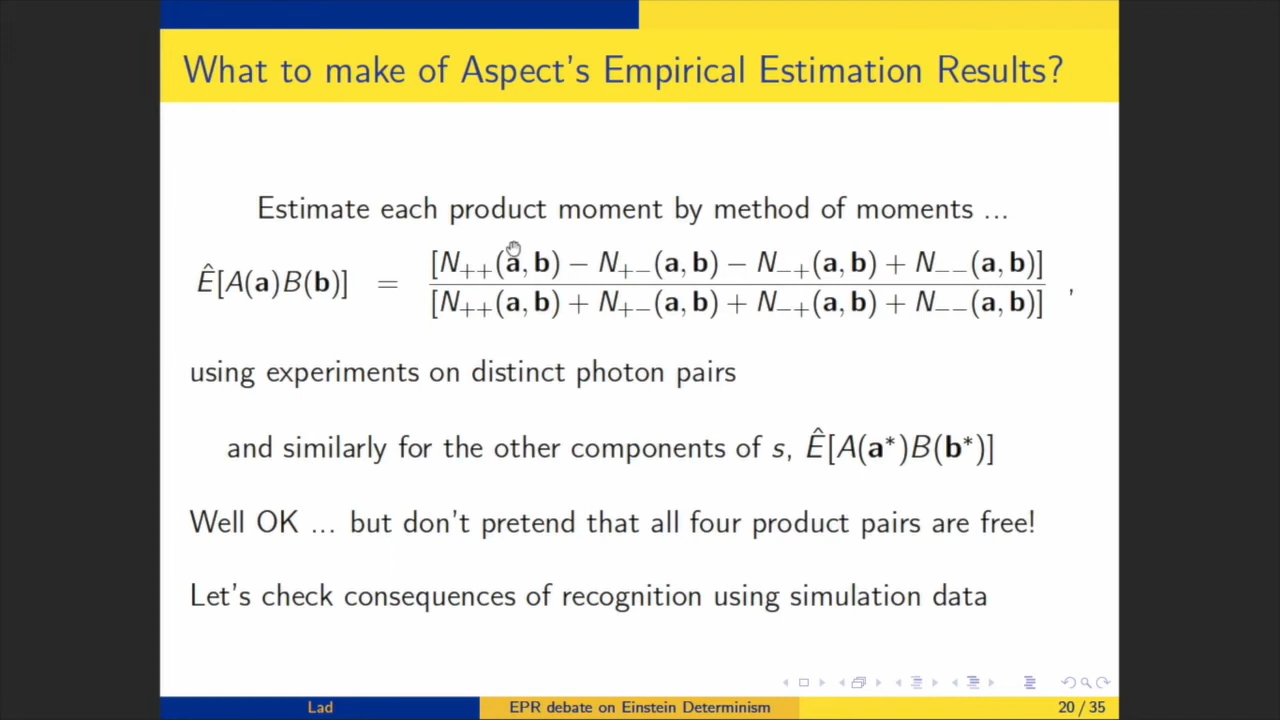 What to make of Aspect's Empirical Estimation Results?
Estimate each product moment by method of moments ...
Ê[A(a)B(b)] = [N₊₊(a, b) − N₊₋(a, b) − N₋₊(a, b) + N₋₋(a, b)]
[N₊₊(a, b) + N₊₋(a, b) + N₋₊(a, b) + N₋₋(a, b)] ,
using experiments on distinct photon pairs
and similarly for the other components of s, Ê[A(a*)B(b*)]
Well OK ... but don't pretend that all four product pairs are free!
Let's check consequences of recognition using simulation data
Lad EPR debate on Einstein Determinism 20 / 35